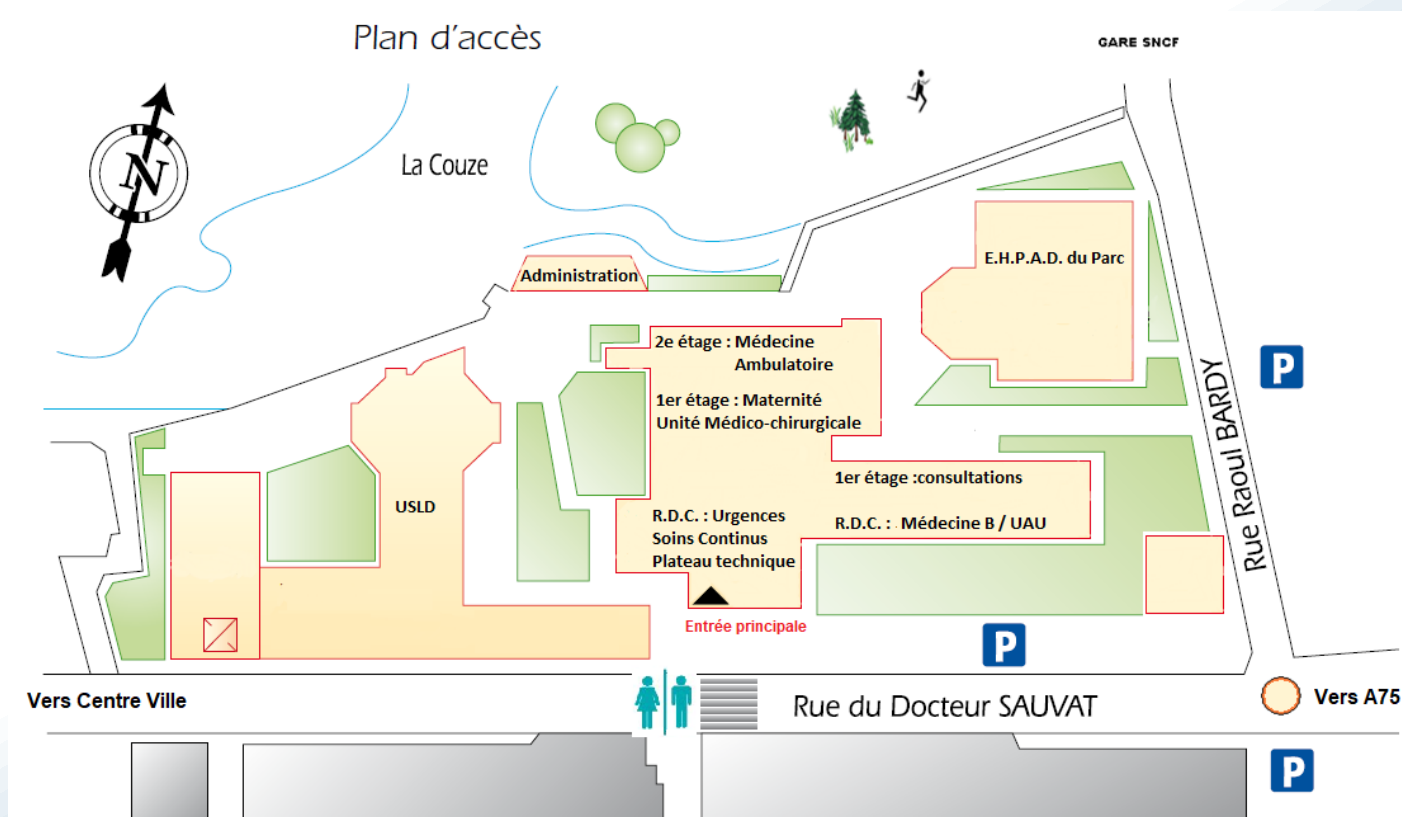 Plan d'accès
GARE SNCF
N
La Couze
E.H.P.A.D. du Parc
Administration
2e étage : Médecine
Ambulatoire
1er étage : Maternité
Unité Médico-chirurgicale
P
Rue Raoul BARDY
1er étage :consultations
USLD
R.D.C. : Urgences
Soins Continus
Plateau technique
R.D.C. : Médecine B / UAU
Entrée principale
P
Vers Centre Ville
Rue du Docteur SAUVAT
Vers A75
P